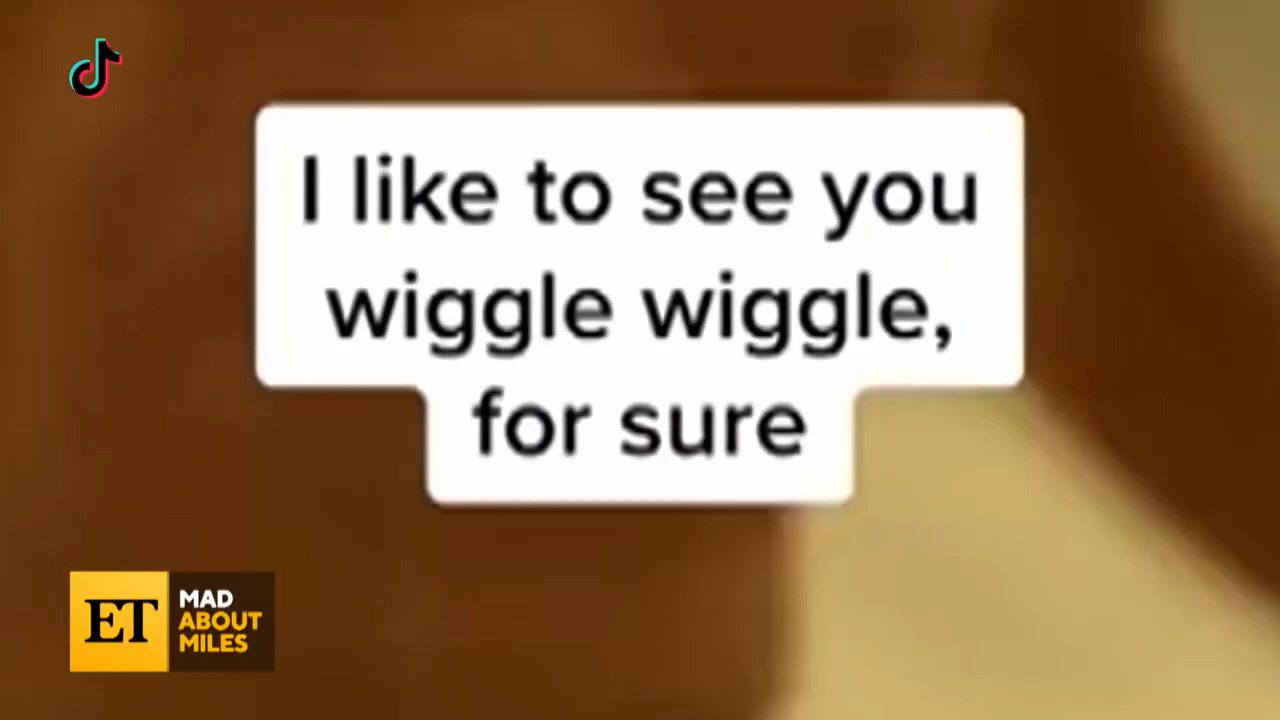 I like to see you
wiggle wiggle,
for sure
ET
MAD
ABOUT
MILES